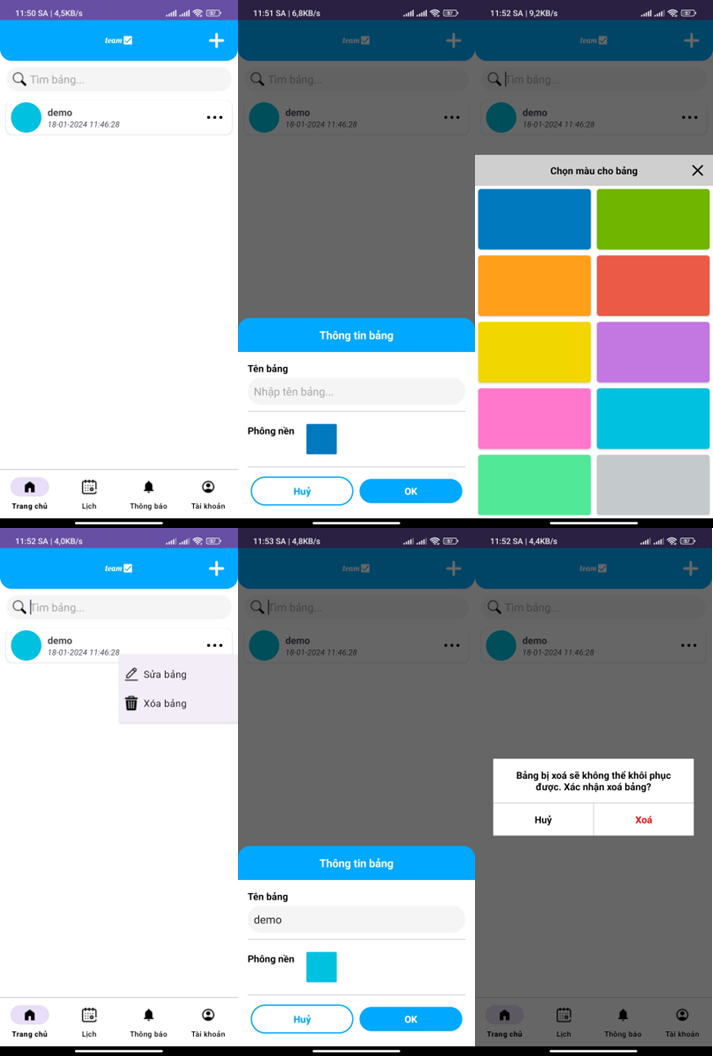 11:50 SA | 4,5KB/s
57
team
Tìm bảng...
demo
18-01-2024 11:46:28
Trang chủ
Lịch
Thông báo
Tài khoản
11:51 SA | 6,8KB/s
57
team
Tìm bảng...
demo
18-01-2024 11:46:28
Thông tin bảng
Tên bảng
Nhập tên bảng...
Phông nền
Huỷ
OK
11:52 SA | 9,2KB/s
57
team
Tìm bảng...
demo
18-01-2024 11:46:28
Chọn màu cho bảng
11:52 SA | 4,0KB/s
57
team
Tìm bảng...
demo
18-01-2024 11:46:28
Sửa bảng
Xóa bảng
Trang chủ
Lịch
Thông báo
Tài khoản
11:53 SA | 4,8KB/s
57
team
Tìm bảng...
demo
18-01-2024 11:46:28
Thông tin bảng
Tên bảng
demo
Phông nền
Huỷ
OK
11:52 SA | 4,4KB/s
57
team
Tìm bảng...
demo
18-01-2024 11:46:28
Bảng bị xoá sẽ không thể khôi phục
được. Xác nhận xoá bảng?
Huỷ
Xoá
Trang chủ
Lịch
Thông báo
Tài khoản